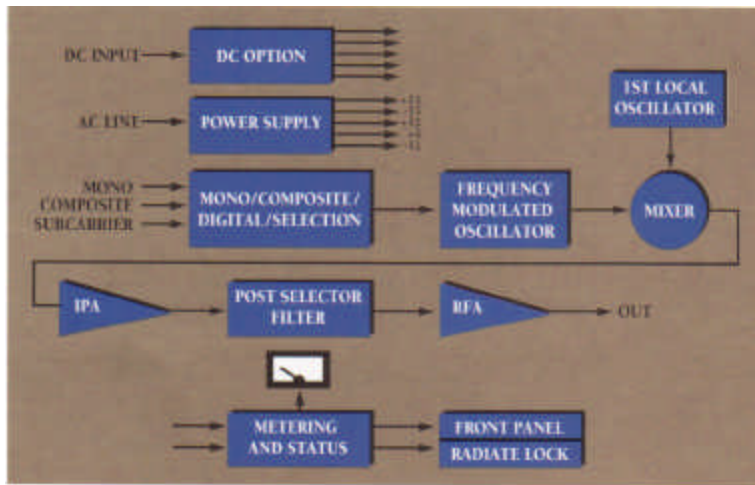 DC INPUT
DC OPTION
AC LINE
POWER SUPPLY
1ST LOCAL
OSCILLATOR
MONO
COMPOSITE
SUBCARRIER
MONO/COMPOSITE/
DIGITAL/SELECTION
FREQUENCY
MODULATED
OSCILLATOR
MIXER
IPA
POST SELECTOR
FILTER
RFA
OUT
METERING
AND STATUS
FRONT PANEL
RADIATE LOCK